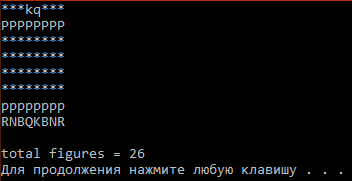 ***kq***
PPPPPPPP
********
********
********
********
pppppppp
RNBQKBNR
total figures = 26
Для продолжения нажмите любую клавишу . . .